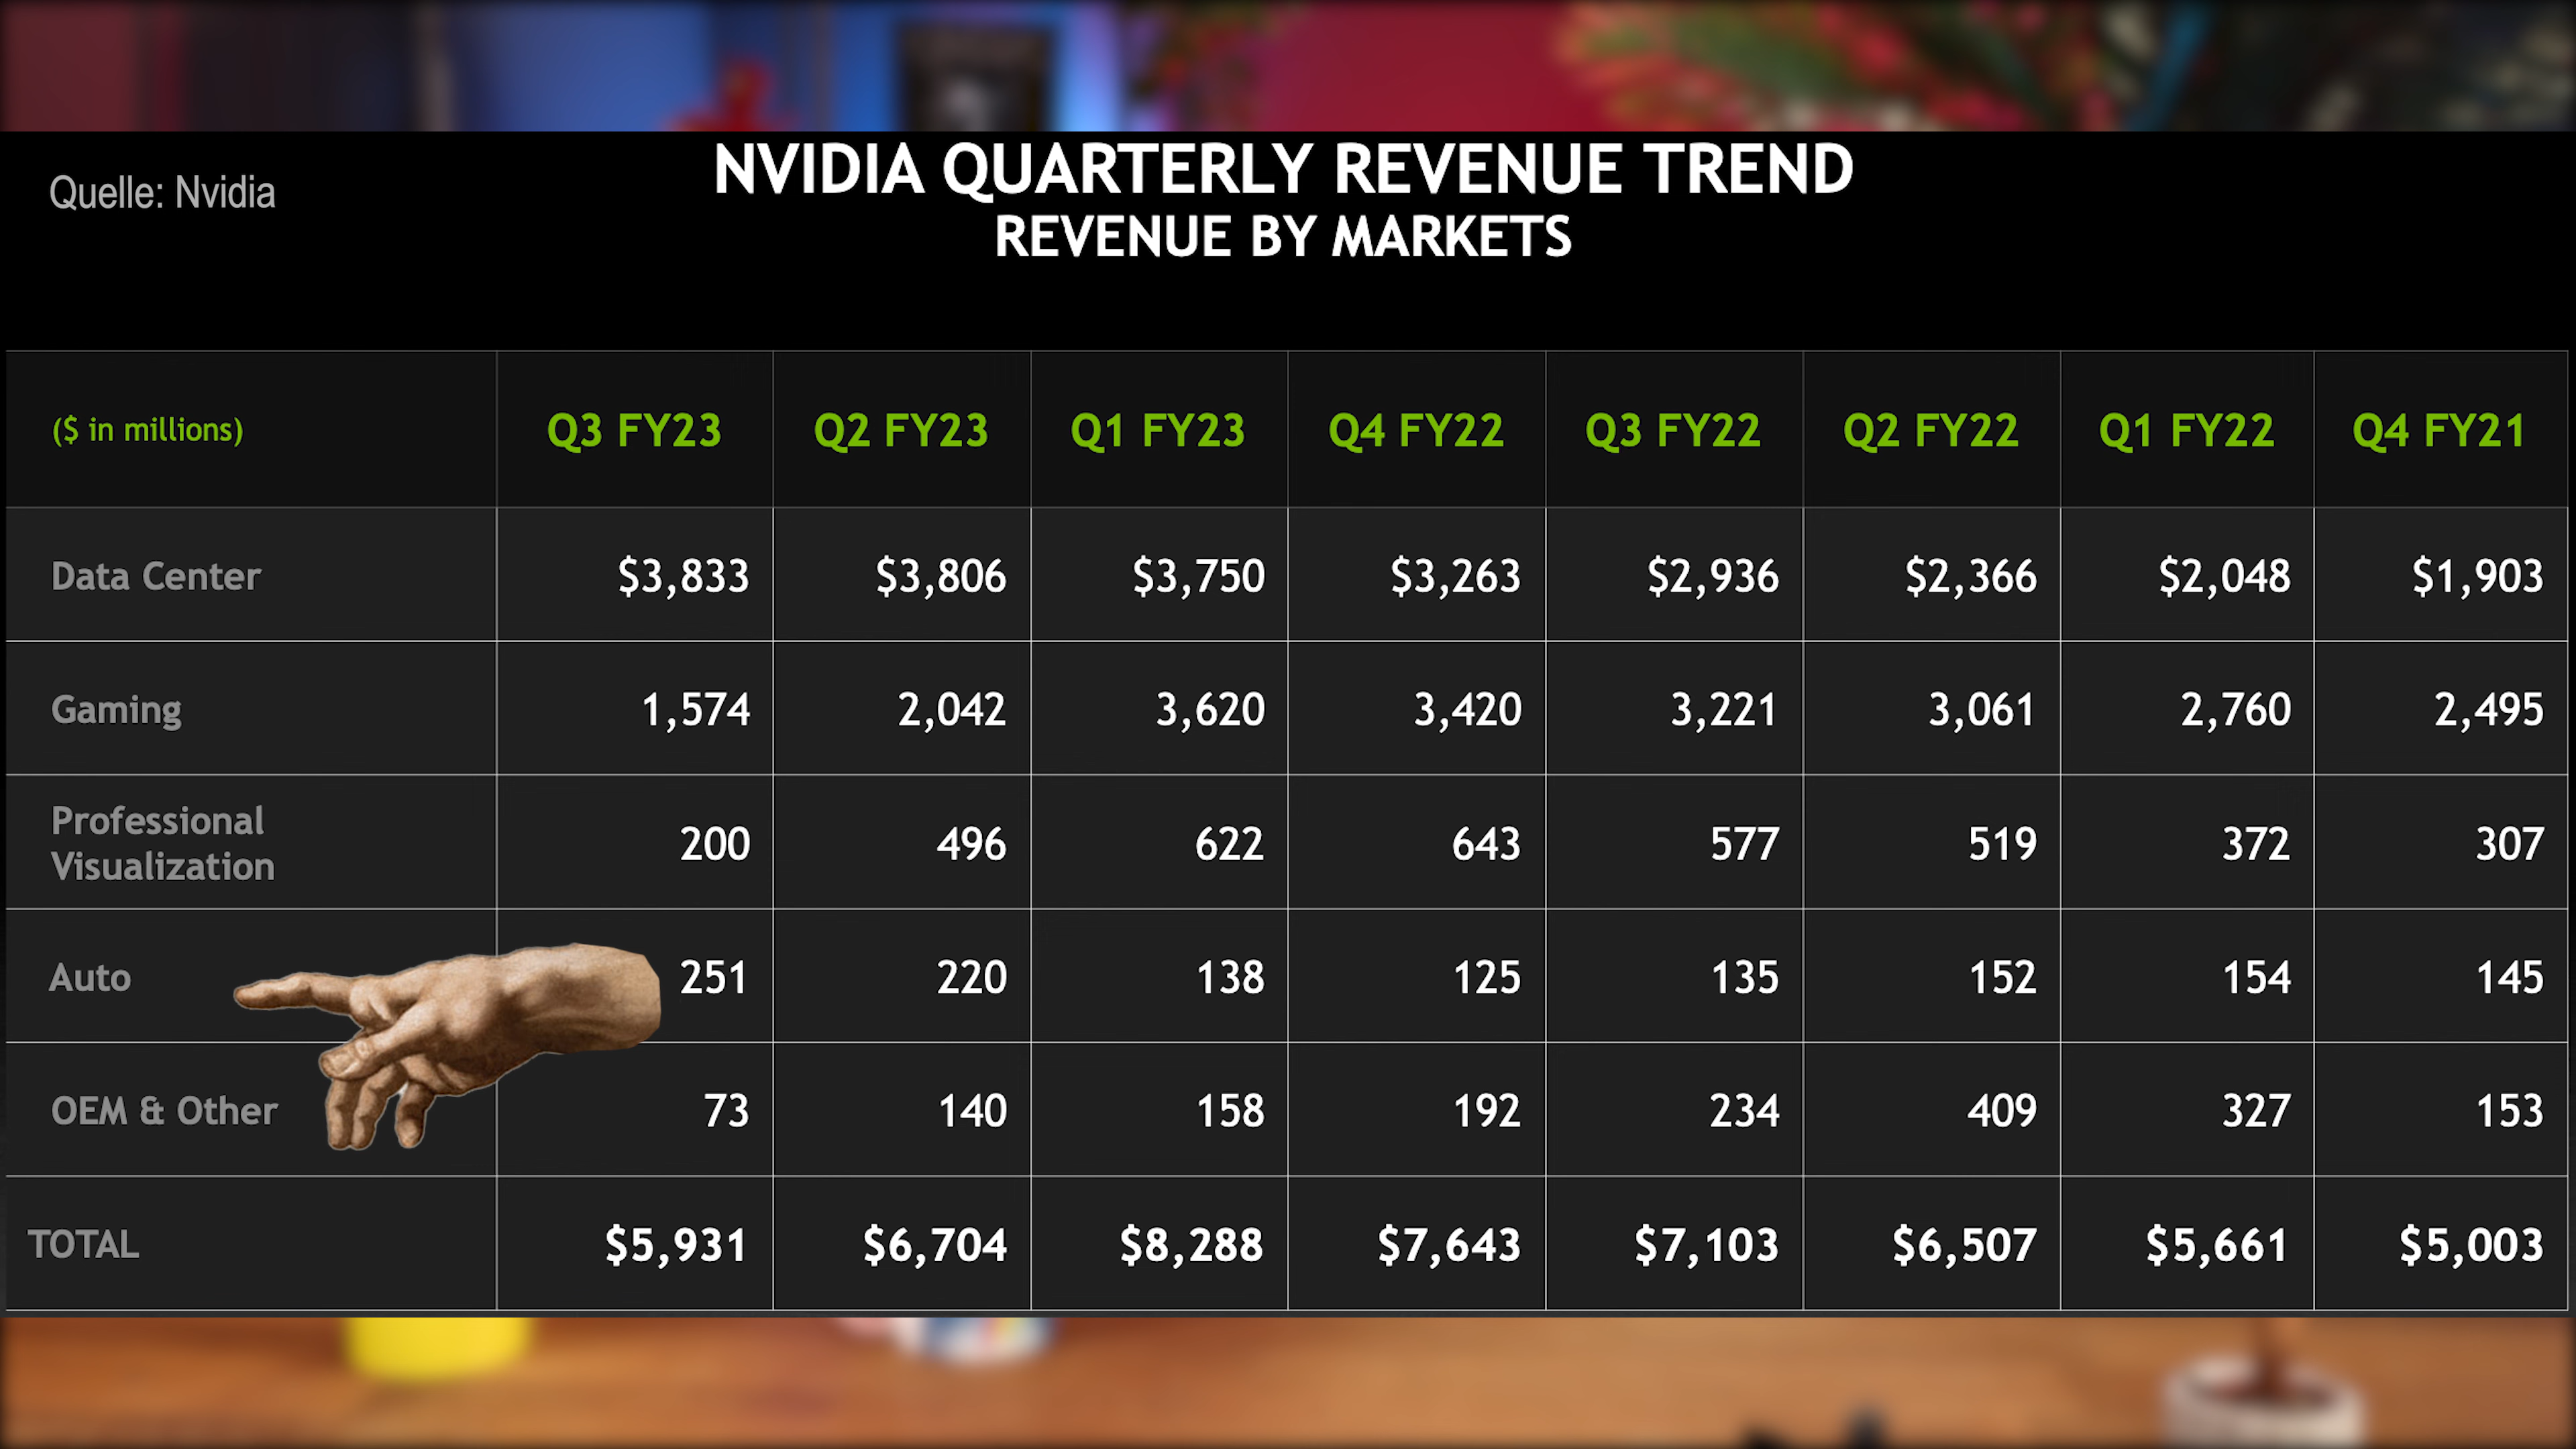 Quelle: Nvidia
NVIDIA QUARTERLY REVENUE TREND
REVENUE BY MARKETS
($ in millions) Q3 FY23 Q2 FY23 Q1 FY23 Q4 FY22 Q3 FY22 Q2 FY22 Q1 FY22 Q4 FY21
Data Center $3,833 $3,806 $3,750 $3,263 $2,936 $2,366 $2,048 $1,903
Gaming 1,574 2,042 3,620 3,420 3,221 3,061 2,760 2,495
Professional
Visualization 200 496 622 643 577 519 372 307
Auto 251 220 138 125 135 152 154 145
OEM & Other 73 140 158 192 234 409 327 153
TOTAL $5,931 $6,704 $8,288 $7,643 $7,103 $6,507 $5,661 $5,003